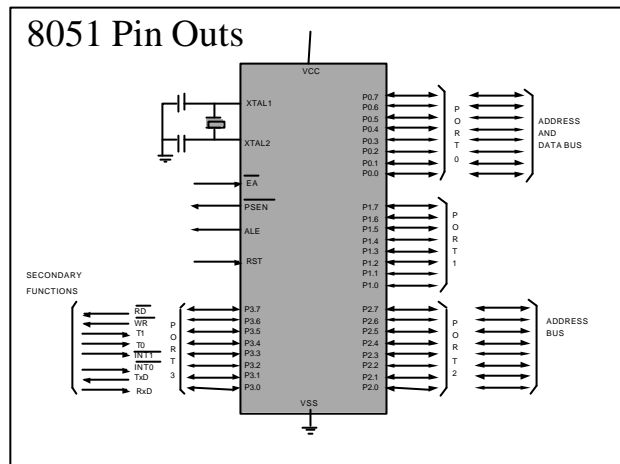 8051 Pin Outs
VCC
XTAL1
XTAL2
EA
PSEN
ALE
RST
P0.7
P0.6
P0.5
P0.4
P0.3
P0.2
P0.1
P0.0
PORT0
ADDRESS
AND
DATA BUS
P1.7
P1.6
P1.5
P1.4
P1.3
P1.2
P1.1
P1.0
PORT1
SECONDARY
FUNCTIONS
RD
WR
T1
T0
INT1
INT0
TxD
RxD
PORT3
P3.7
P3.6
P3.5
P3.4
P3.3
P3.2
P3.1
P3.0
P2.7
P2.6
P2.5
P2.4
P2.3
P2.2
P2.1
P2.0
PORT2
ADDRESS
BUS
VSS